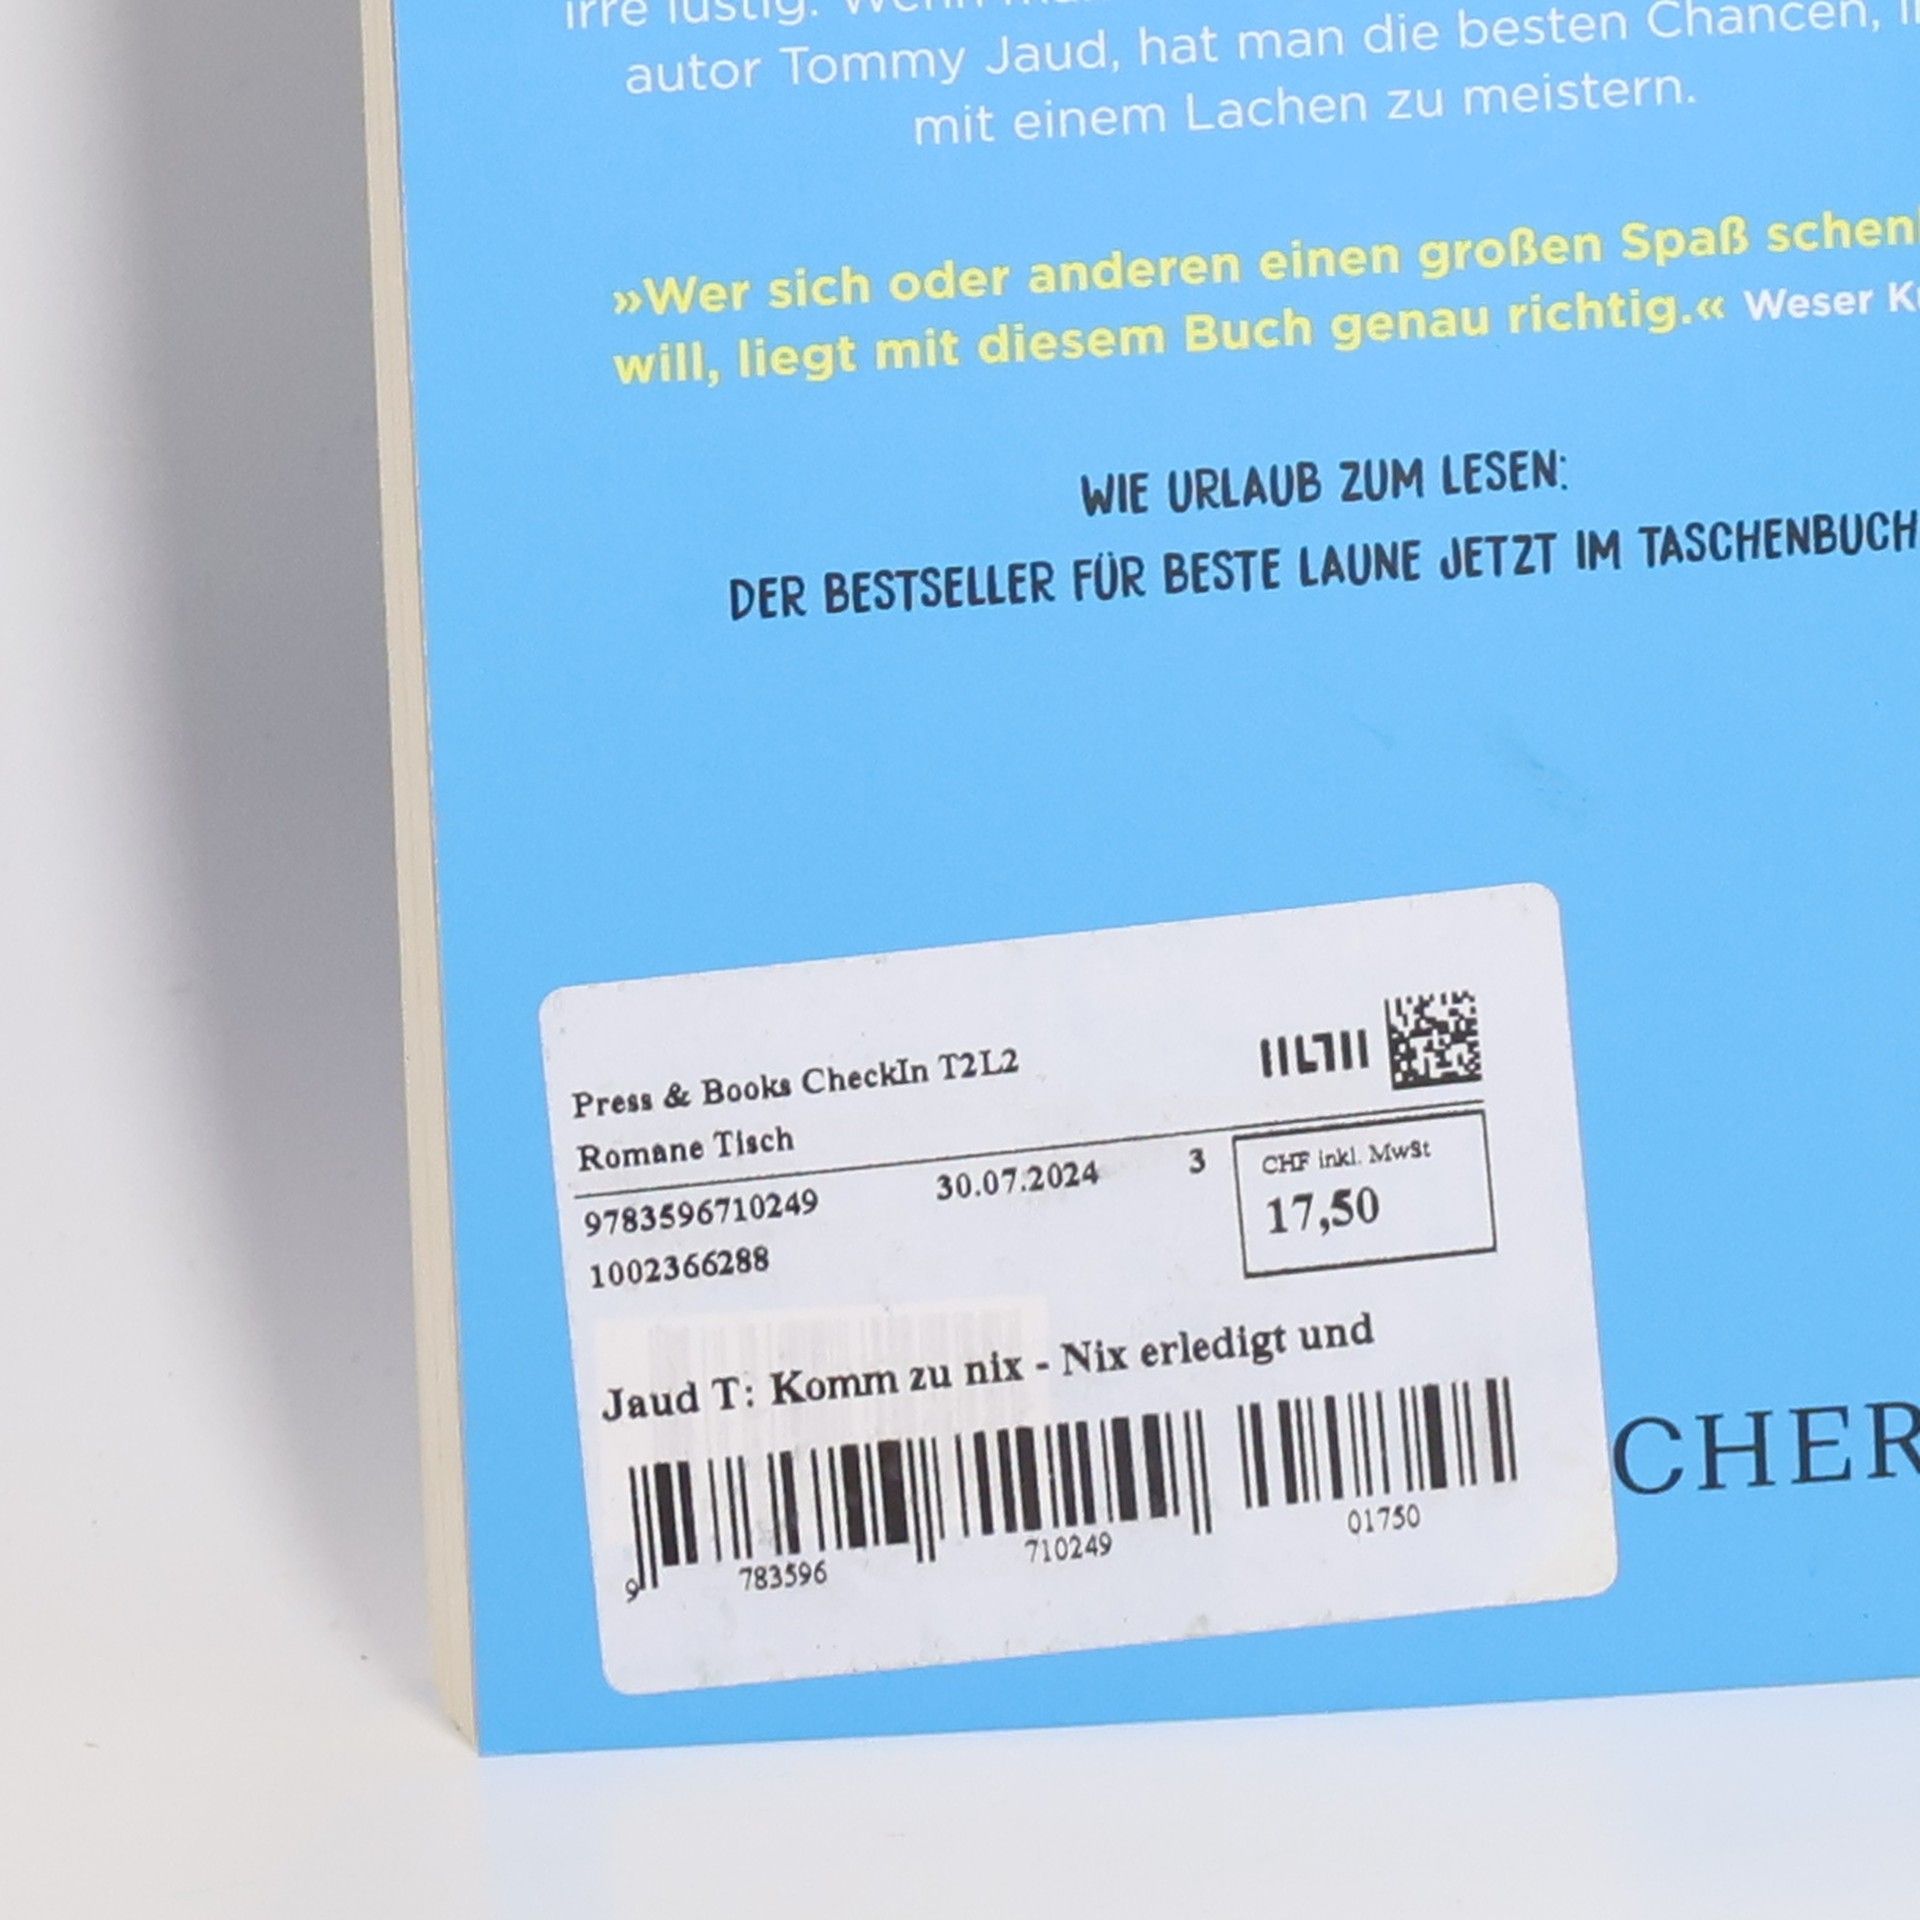 irre lustig. Wenn
autor Tommy Jaud, hat man die besten Chancen,
mit einem Lachen zu meistern.
»Wer sich oder anderen einen großen Spaß schen
will, liegt mit diesem Buch genau richtig.« Weser K
WIE URLAUB ZUM LESEN:
DER BESTSELLER FÜR BESTE LAUNE JETZT IM TASCHENBUCH
Press & Books CheckIn T2L2
Romane Tisch
9783596710249 30.07.2024 3
CHF inkl. MwSt
17,50
1002366288
Jaud T: Komm zu nix - Nix erledigt und
9 783596 710249 01750
CHER